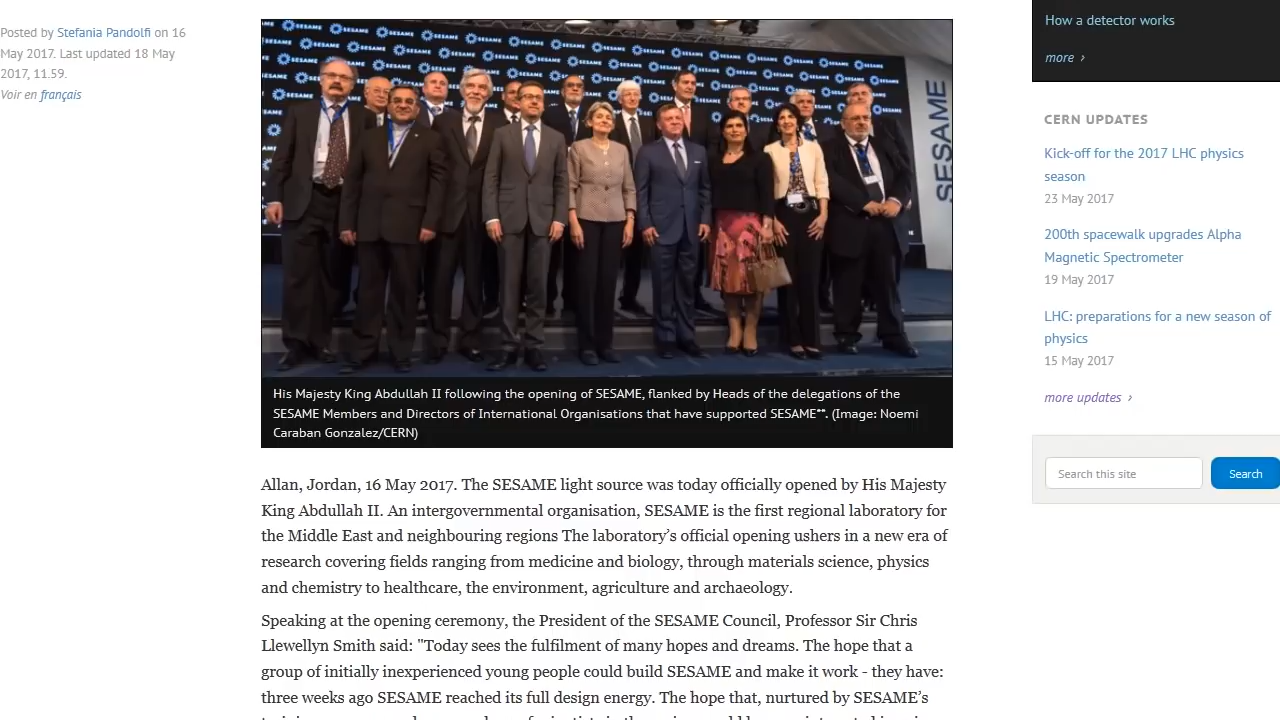 Posted by Stefania Pandolfi on 16
May 2017. Last updated 18 May
2017, 11.59.
Voir en français
SESAME
His Majesty King Abdullah II following the opening of SESAME, flanked by Heads of the delegations of the
SESAME Members and Directors of International Organisations that have supported SESAME**. (Image: Noemi
Caraban Gonzalez/CERN)
Allan, Jordan, 16 May 2017. The SESAME light source was today officially opened by His Majesty
King Abdullah II. An intergovernmental organisation, SESAME is the first regional laboratory for
the Middle East and neighbouring regions The laboratory's official opening ushers in a new era of
research covering fields ranging from medicine and biology, through materials science, physics
and chemistry to healthcare, the environment, agriculture and archaeology.
Speaking at the opening ceremony, the President of the SESAME Council, Professor Sir Chris
Llewellyn Smith said: "Today sees the fulfilment of many hopes and dreams. The hope that a
group of initially inexperienced young people could build SESAME and make it work - they have:
three weeks ago SESAME reached its full design energy. The hope that, nurtured by SESAME's
How a detector works
more ›
CERN UPDATES
Kick-off for the 2017 LHC physics
season
23 May 2017
200th spacewalk upgrades Alpha
Magnetic Spectrometer
19 May 2017
LHC: preparations for a new season of
physics
15 May 2017
more updates ›
Search this site
Search